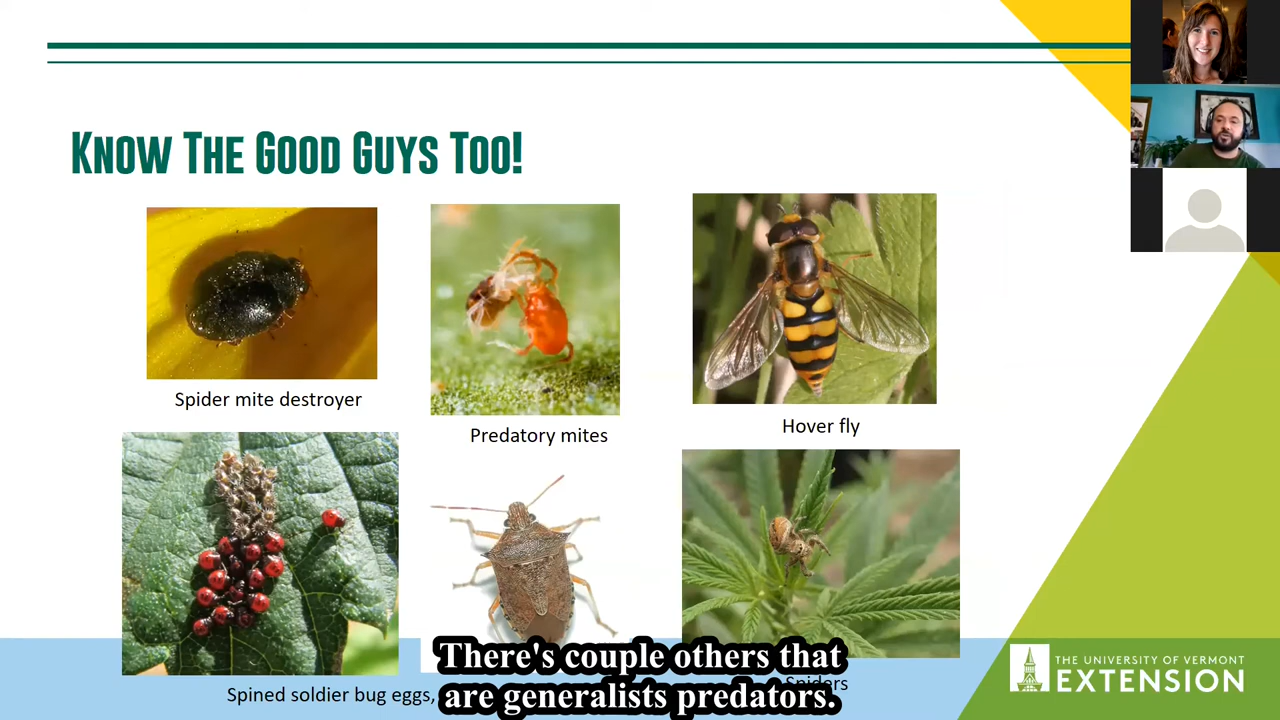 KNOW THE GOOD GUYS TOO!
Spider mite destroyer
Predatory mites
Hover fly
Spined soldier bug eggs,
Spiders
There's couple others that
are generalists predators.
THE UNIVERSITY OF VERMONT
EXTENSION